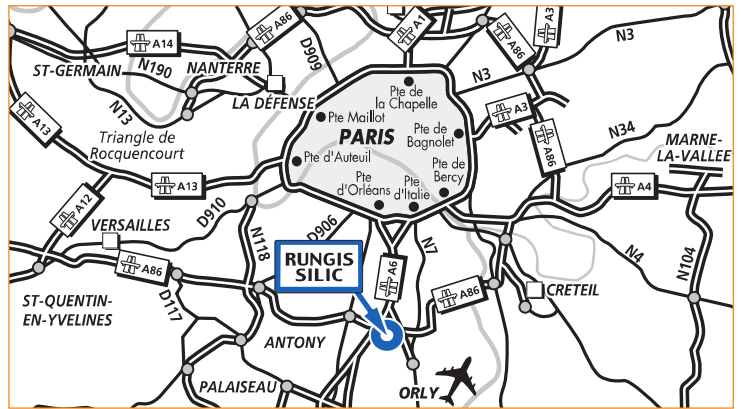 A14
A86
D909
A1
A3
A86
N3
ST-GERMAIN
N190
NANTERRE
N3
N13
LA DÉFENSE
Pte de
la Chapelle
A3
A13
Pte Maillot
PARIS
Pte de
Bagnolet
N34
Triangle de
Rocquencourt
A86
MARNE-
LA-VALLEE
Pte d'Auteuil
Pte de
Bercy
A13
Pte
d'Orléans
Pte
d'Italie
A4
A12
D910
VERSAILLES
N118
D906
N7
N4
N104
RUNGIS
SILIC
A6
A86
A86
CRETEIL
D117
ST-QUENTIN-
EN-YVELINES
ANTONY
PALAISEAU
ORLY